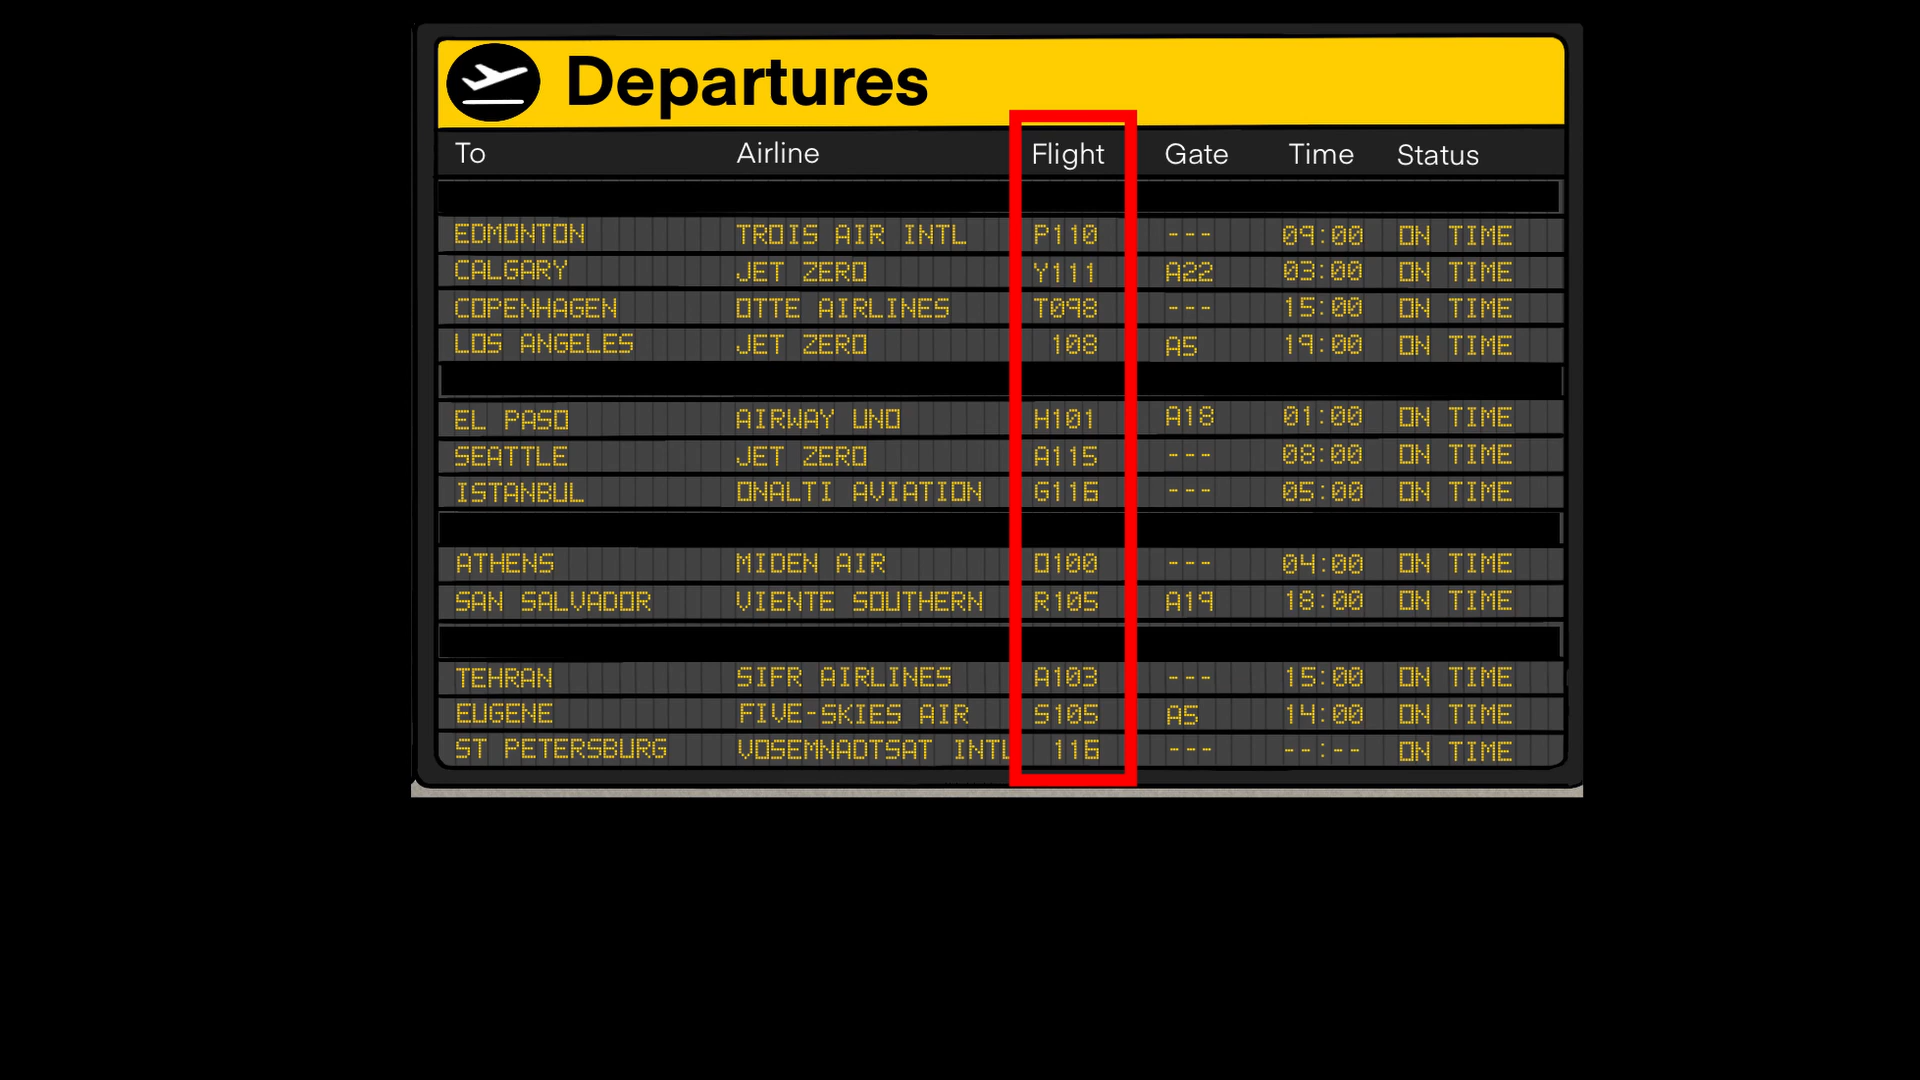 Departures
To Airline Flight Gate Time Status
EDMONTON TROIS AIR INTL P110 --- 09:00 ON TIME
CALGARY JET ZERO Y111 A22 03:00 ON TIME
COPENHAGEN OTTE AIRLINES T098 --- 15:00 ON TIME
LOS ANGELES JET ZERO 108 A5 19:00 ON TIME
EL PASO AIRWAY UNO H101 A18 01:00 ON TIME
SEATTLE JET ZERO A115 --- 08:00 ON TIME
ISTANBUL ONALTI AVIATION G116 --- 05:00 ON TIME
ATHENS MIDEN AIR O100 --- 04:00 ON TIME
SAN SALVADOR VIENTE SOUTHERN R105 A19 18:00 ON TIME
TEHRAN SIFR AIRLINES A103 --- 15:00 ON TIME
EUGENE FIVE-SKIES AIR S105 A5 14:00 ON TIME
ST PETERSBURG VOSEMNAOTSAT INTL 116 --- --:-- ON TIME